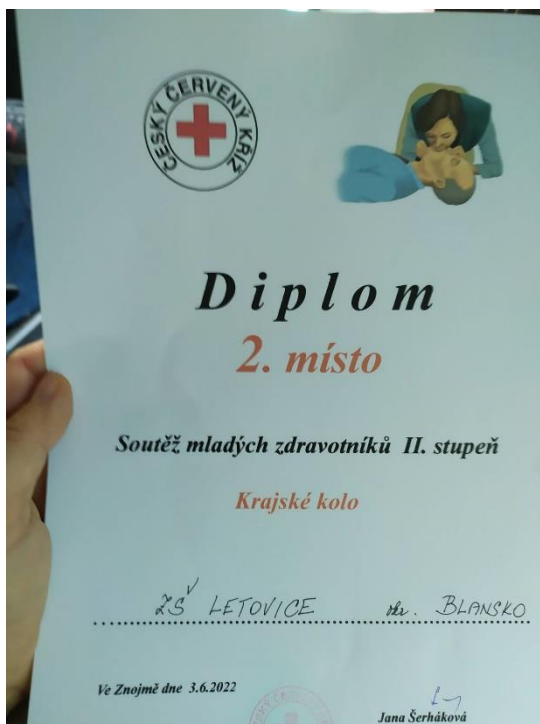 ČESKÝ ČERVENÝ KŘÍŽ
Diplom
2. místo
Soutěž mladých zdravotníků II. stupeň
Krajské kolo
ZŠ LETOVICE okr. BLANSKO
Ve Znojmě dne 3.6.2022
Jana Šerháková